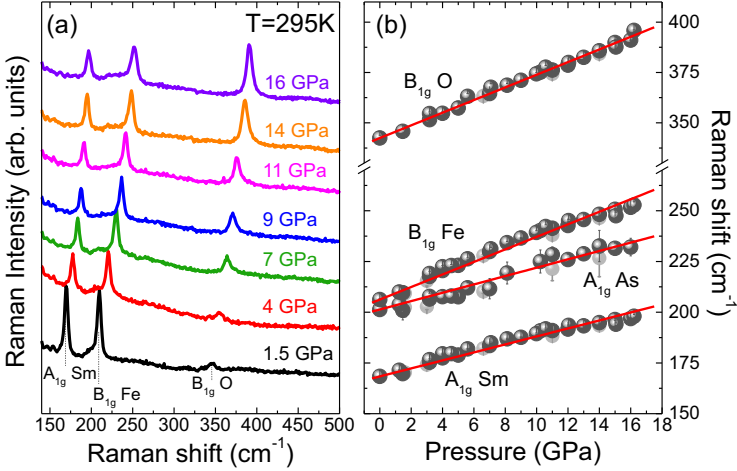 (a)
T=295K
16 GPa
14 GPa
11 GPa
9 GPa
7 GPa
4 GPa
1.5 GPa
A1g Sm
B1g Fe
B1g O
150 200 250 300 350 400 450 500
Raman shift (cm-1)
Raman Intensity (arb. units)
(b)
B1g O
B1g Fe
A1g As
A1g Sm
400
375
350
250
225
200
175
150
0 2 4 6 8 10 12 14 16 18
Pressure (GPa)
Raman shift (cm-1)